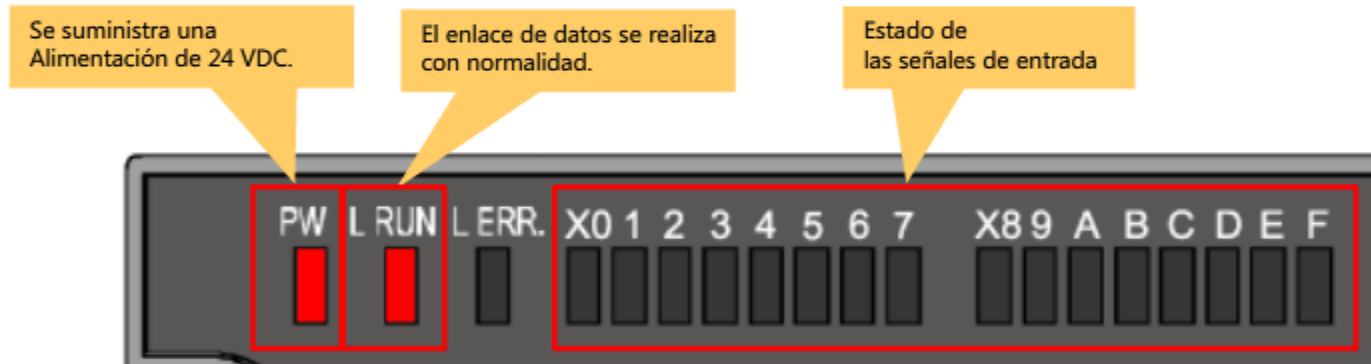 Se suministra una
Alimentación de 24 VDC.
El enlace de datos se realiza
con normalidad.
Estado de
las señales de entrada
PW L RUN L ERR. X0 1 2 3 4 5 6 7 X8 9 A B C D E F